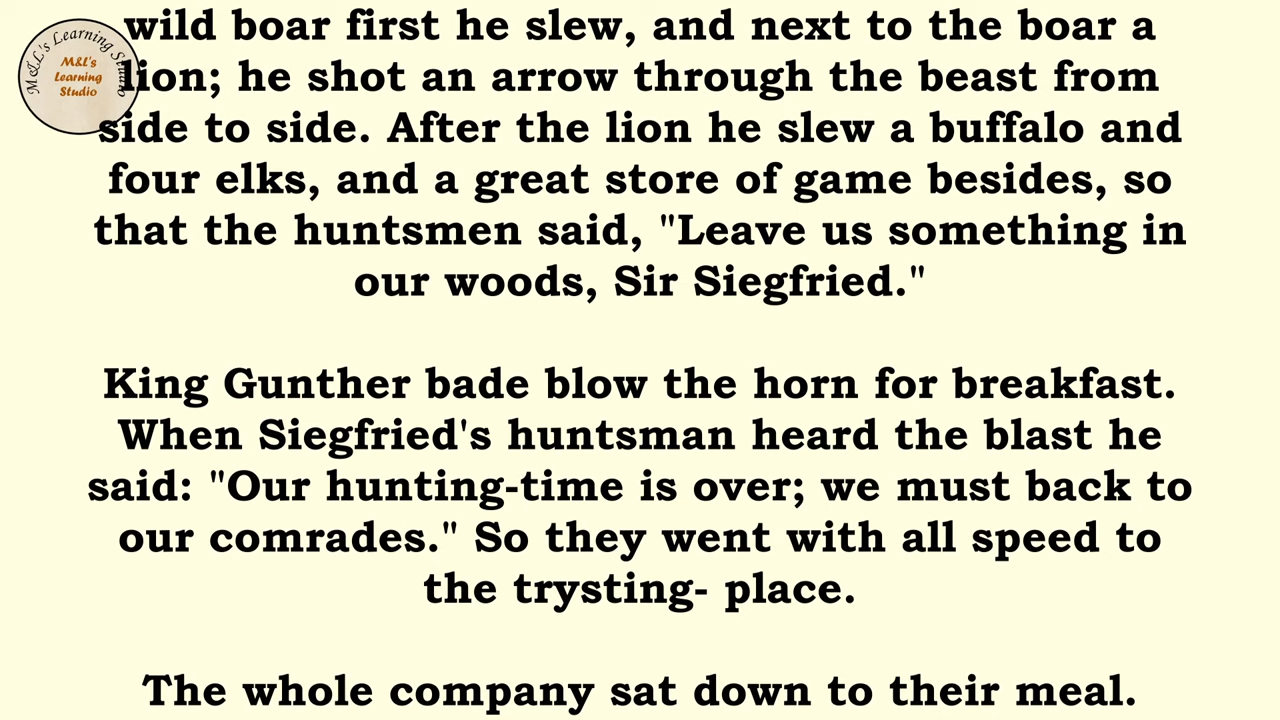 wild boar first he slew, and next to the boar a
lion; he shot an arrow through the beast from
side to side. After the lion he slew a buffalo and
four elks, and a great store of game besides, so
that the huntsmen said, "Leave us something in
our woods, Sir Siegfried."
King Gunther bade blow the horn for breakfast.
When Siegfried's huntsman heard the blast he
said: "Our hunting-time is over; we must back to
our comrades." So they went with all speed to
the trysting- place.
The whole company sat down to their meal.
M&L's Learning Studio
M&L's
Learning
Studio